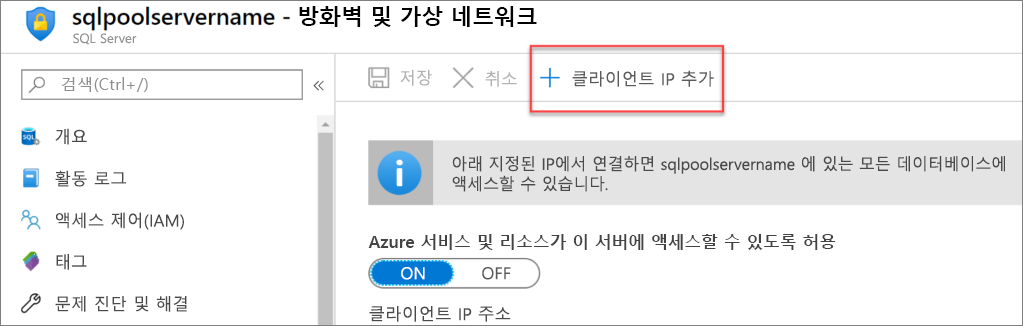 sqlpoolservername - 방화벽 및 가상 네트워크
SQL Server
검색(Ctrl+/)
«
저장
취소
클라이언트 IP 추가
개요
활동 로그
액세스 제어(IAM)
태그
문제 진단 및 해결
아래 지정된 IP에서 연결하면 sqlpoolservername 에 있는 모든 데이터베이스에
액세스할 수 있습니다.
Azure 서비스 및 리소스가 이 서버에 액세스할 수 있도록 허용
ON OFF
클라이언트 IP 주소